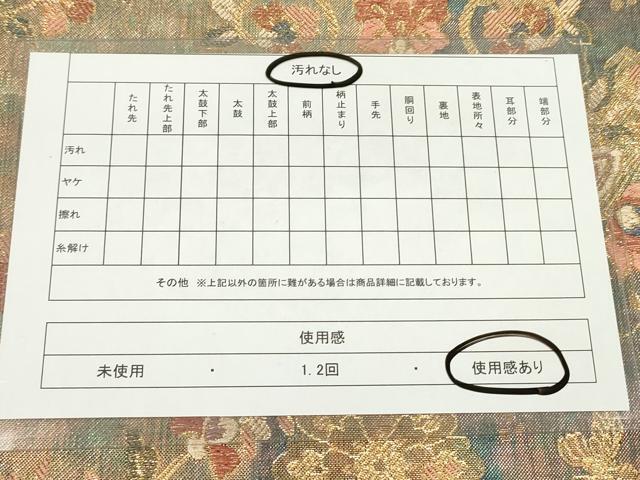 汚れなし
たれ先 たれ先上部 太鼓下部 太鼓 太鼓上部 前柄 柄止まり 手先 胴回り 裏地 表地所々 耳部分 端部分
汚れ
ヤケ
擦れ
糸解け
その他 ※上記以外の箇所に難がある場合は商品詳細に記載しております。
使用感
未使用 ・ 1.2回 ・ 使用感あり